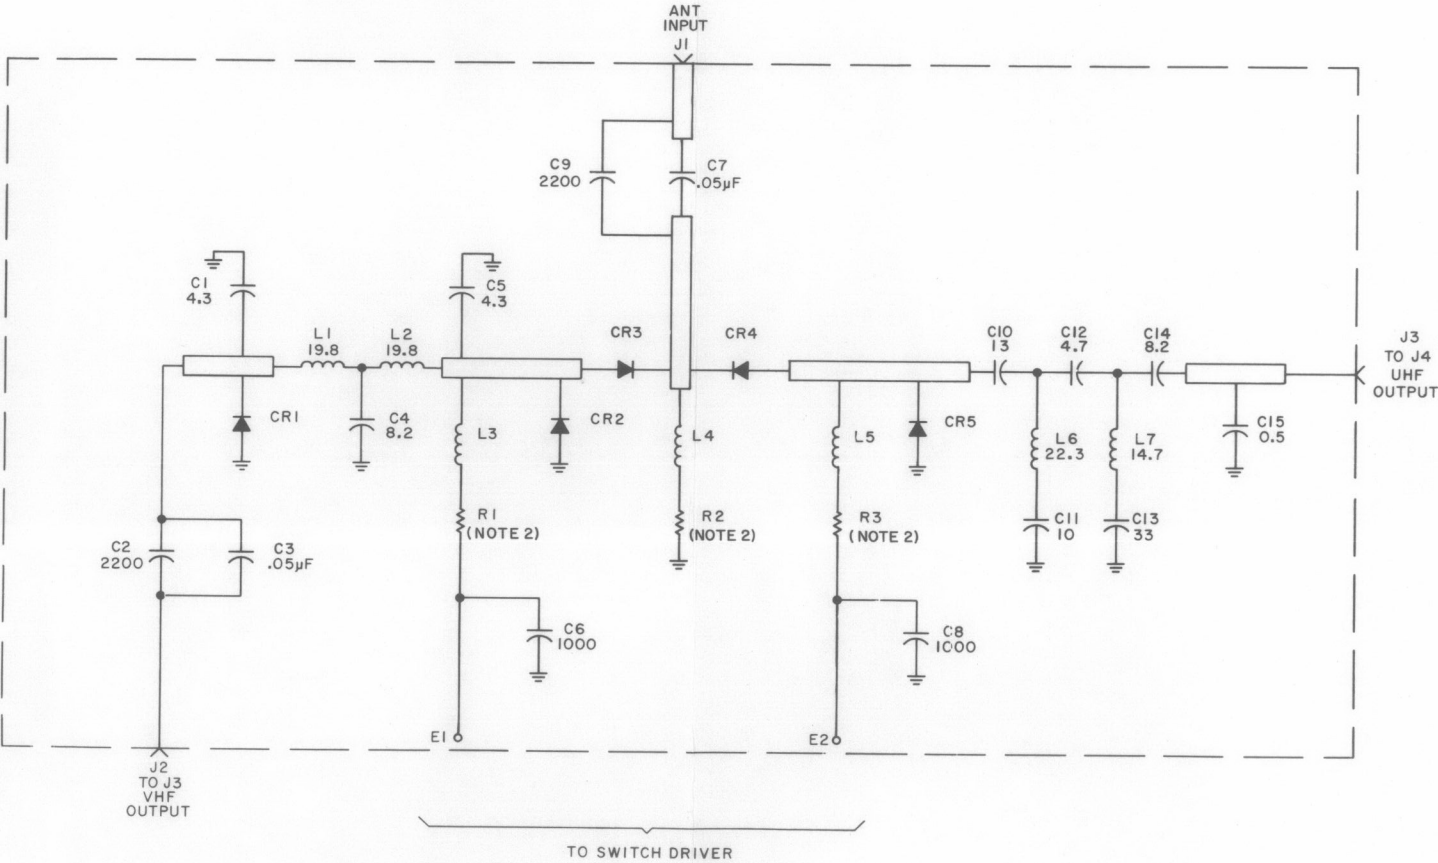 ANT
INPUT
J1
C9
2200
C7
.05µF
C1
4.3
C5
4.3
L1
19.8
L2
19.8
CR3
CR4
C10
13
C12
4.7
C14
8.2
J3
TO J4
UHF
OUTPUT
CR1
C4
8.2
L3
CR2
L4
L5
CR5
L6
22.3
L7
14.7
C15
0.5
R1
(NOTE 2)
R2
(NOTE 2)
R3
(NOTE 2)
C11
10
C13
33
C2
2200
C3
.05µF
C6
1000
C8
1000
E1
E2
J2
TO J3
VHF
OUTPUT
TO SWITCH DRIVER